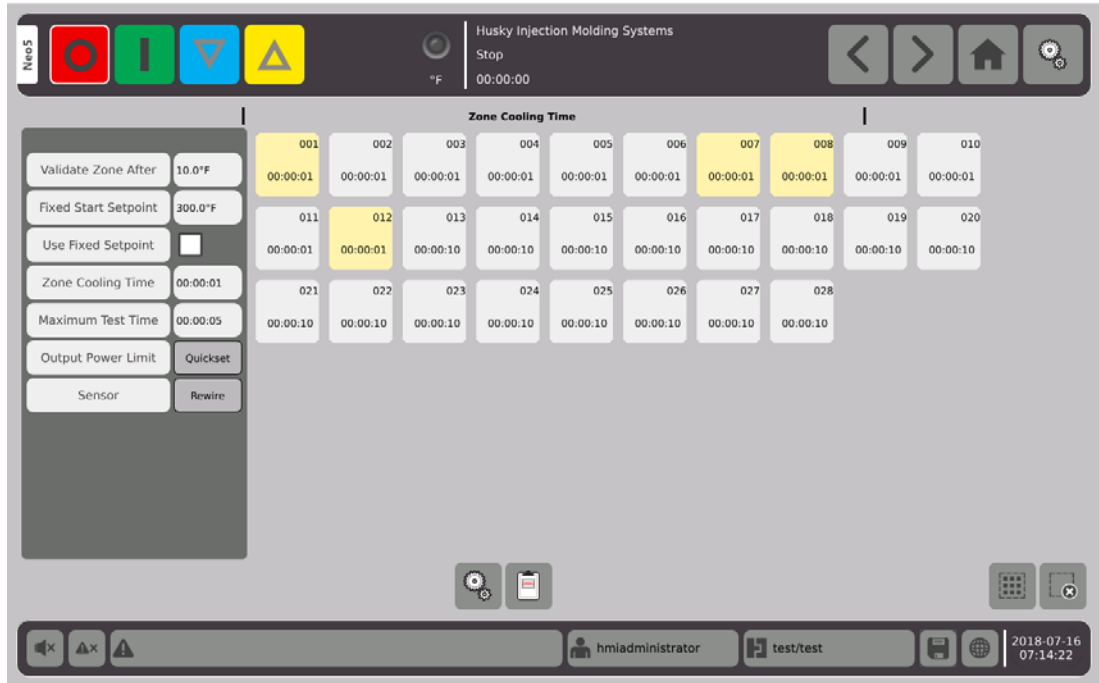 Neo5
Husky Injection Molding Systems
Stop
°F 00:00:00
Zone Cooling Time
Validate Zone After 10.0°F
Fixed Start Setpoint 300.0°F
Use Fixed Setpoint
Zone Cooling Time 00:00:01
Maximum Test Time 00:00:05
Output Power Limit Quickset
Sensor Rewire
001 002 003 004 005 006 007 008 009 010
00:00:01 00:00:01 00:00:01 00:00:01 00:00:01 00:00:01 00:00:01 00:00:01 00:00:01 00:00:01
011 012 013 014 015 016 017 018 019 020
00:00:01 00:00:01 00:00:10 00:00:10 00:00:10 00:00:10 00:00:10 00:00:10 00:00:10 00:00:10
021 022 023 024 025 026 027 028
00:00:10 00:00:10 00:00:10 00:00:10 00:00:10 00:00:10 00:00:10 00:00:10
hmiadministrator test/test 2018-07-16
07:14:22